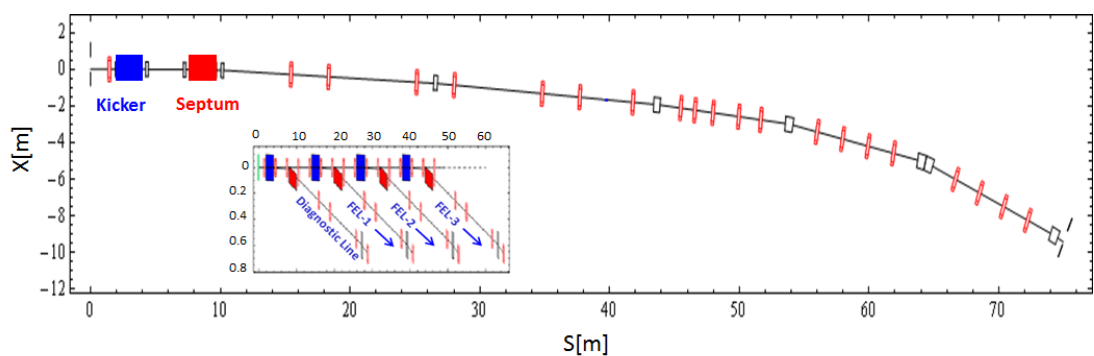 2
0
-2
-4
-6
-8
-10
-12
X[m]
Kicker
Septum
0 10 20 30 40 50 60
0
0.2
0.4
0.6
0.8
Diagnostic Line
FEL-1
FEL-2
FEL-3
0 10 20 30 40 50 60 70
S[m]